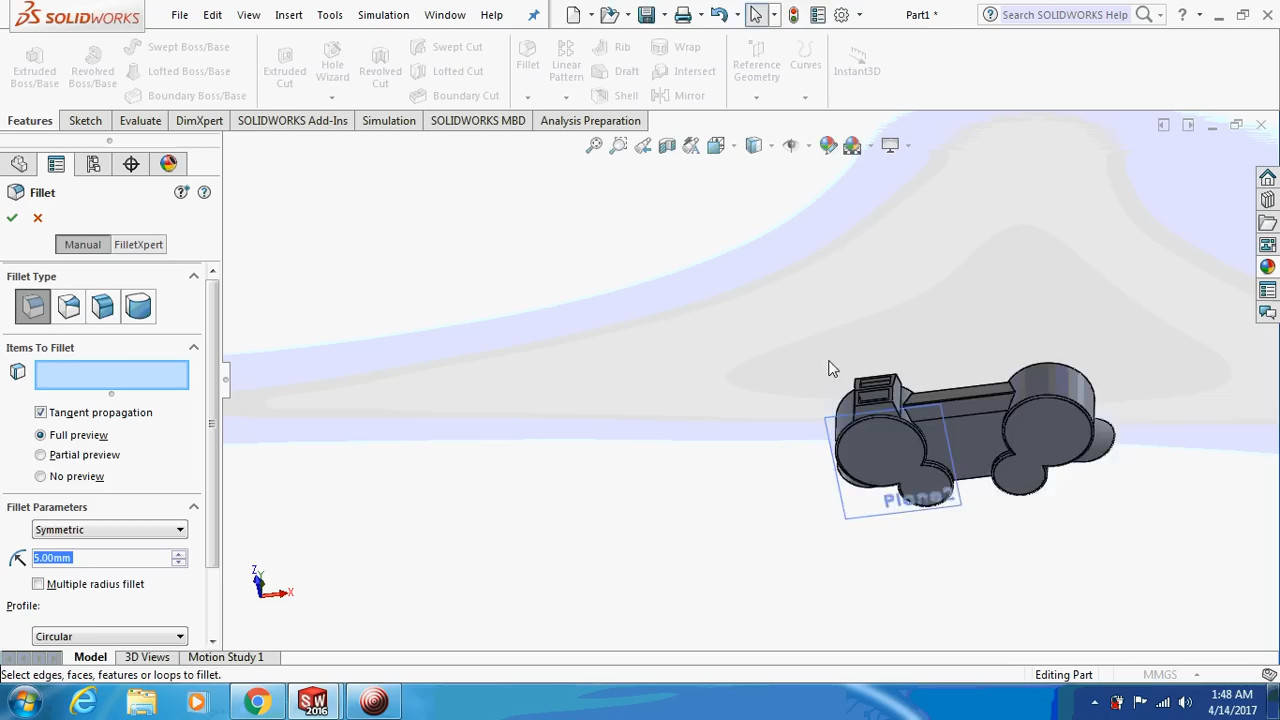 SOLIDWORKS File Edit View Insert Tools Simulation Window Help Part1 * Search SOLIDWORKS Help ?
Extruded Boss/Base Revolved Boss/Base Swept Boss/Base Lofted Boss/Base Boundary Boss/Base Extruded Cut Hole Wizard Revolved Cut Swept Cut Lofted Cut Boundary Cut Fillet Linear Pattern Rib Draft Shell Wrap Intersect Mirror Reference Geometry Curves Instant3D
Features Sketch Evaluate DimXpert SOLIDWORKS Add-Ins Simulation SOLIDWORKS MBD Analysis Preparation
Fillet
Manual FilletXpert
Fillet Type
Items To Fillet
Tangent propagation
Full preview
Partial preview
No preview
Fillet Parameters
Symmetric
5.00mm
Multiple radius fillet
Profile:
Circular
Plane2
Z
Y
X
Model 3D Views Motion Study 1
Select edges, faces, features or loops to fillet. Editing Part MMGS
SW 2016
1:48 AM
4/14/2017